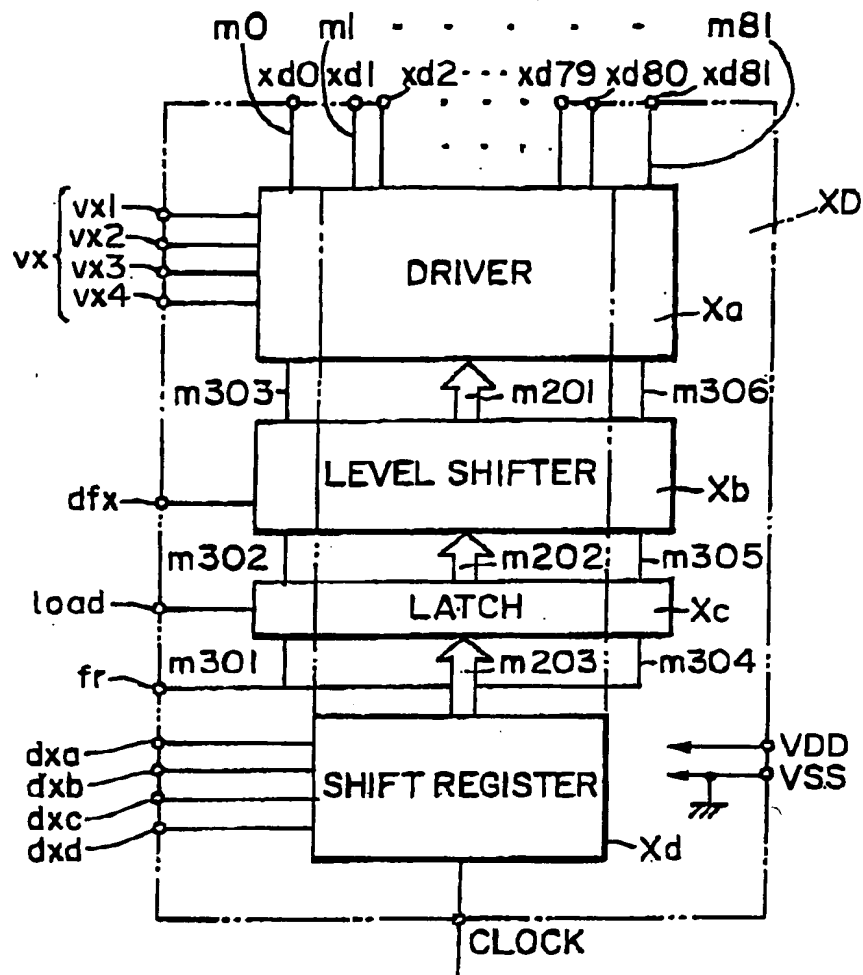 m0 m1 m81
xd0 xd1 xd2 xd79 xd80 xd81
vx
vx1
vx2
vx3
vx4
DRIVER
XD
Xa
m303 m201 m306
LEVEL SHIFTER
Xb
dfx
m302 m202 m305
load
LATCH
Xc
fr
m301 m203 m304
dxa
dxb
dxc
dxd
SHIFT REGISTER
Xd
VDD
VSS
CLOCK